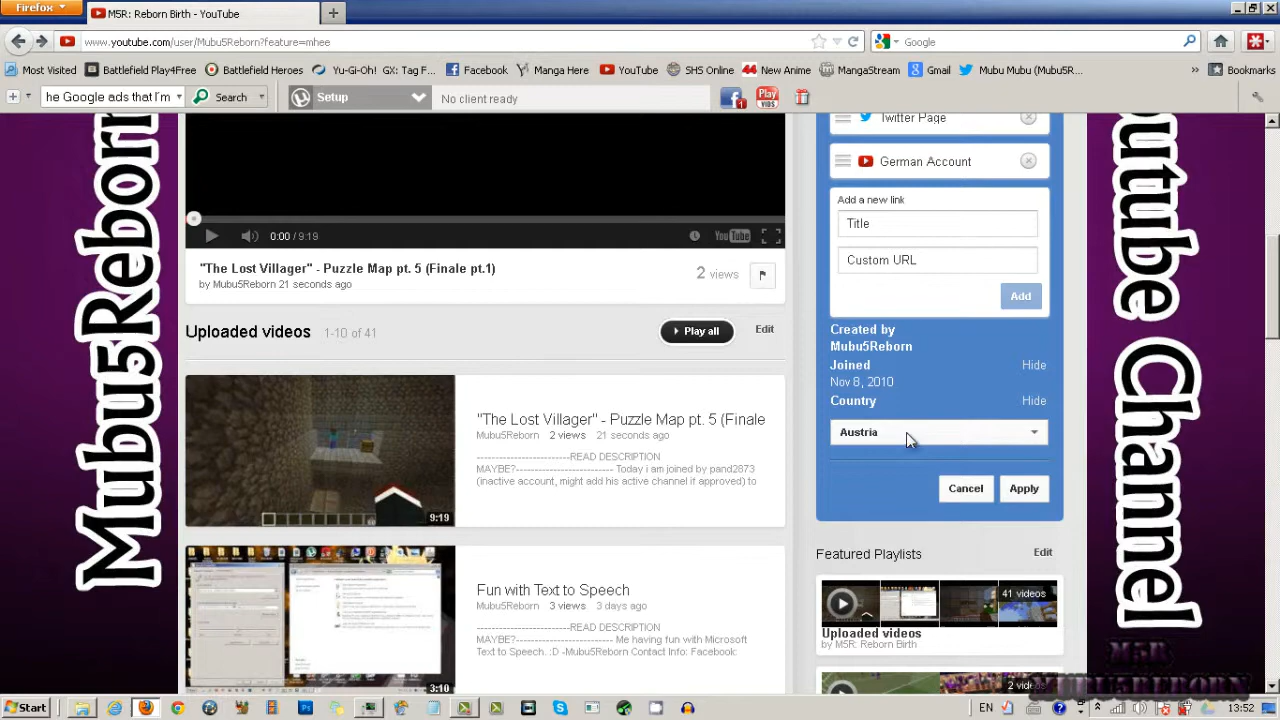 Firefox
M5R: Reborn Birth - YouTube
www.youtube.com/user/Mubu5Reborn?feature=mhee
Google
Most Visited
Battlefield Play4Free
Battlefield Heroes
Yu-Gi-Oh! GX: Tag F...
Facebook
Manga Here
YouTube
SHS Online
New Anime
MangaStream
Gmail
Mubu Mubu (Mubu5R...
Bookmarks
he Google ads that I'm
Search
Setup
No client ready
Mubu5Reborn
outube Channel
0:00 / 9:19
You Tube
"The Lost Villager" - Puzzle Map pt. 5 (Finale pt.1)
by Mubu5Reborn 21 seconds ago
2 views
Uploaded videos 1-10 of 41
Play all
Edit
"The Lost Villager" - Puzzle Map pt. 5 (Finale
Mubu5Reborn 2 views 21 seconds ago
--------------------------READ DESCRIPTION
MAYBE?--------------------------- Today i am joined by pand2873
(inactive account, might add his active channel if approved) to
9:19
Fun with Text to Speech
Mubu5Reborn 3 views 3 days ago
--------------------------READ DESCRIPTION
MAYBE?--------------------------- Me having fun with Microsoft
Text to Speech. :D -Mubu5Reborn Contact Info: Facebook:
3:10
Twitter Page
German Account
Add a new link
Title
Custom URL
Add
Created by
Mubu5Reborn
Joined Hide
Nov 8, 2010
Country Hide
Austria
Cancel
Apply
Featured Playlists
Edit
41 videos
Uploaded videos
by M5R: Reborn Birth
2 videos
M5R
Start
EN
13:52